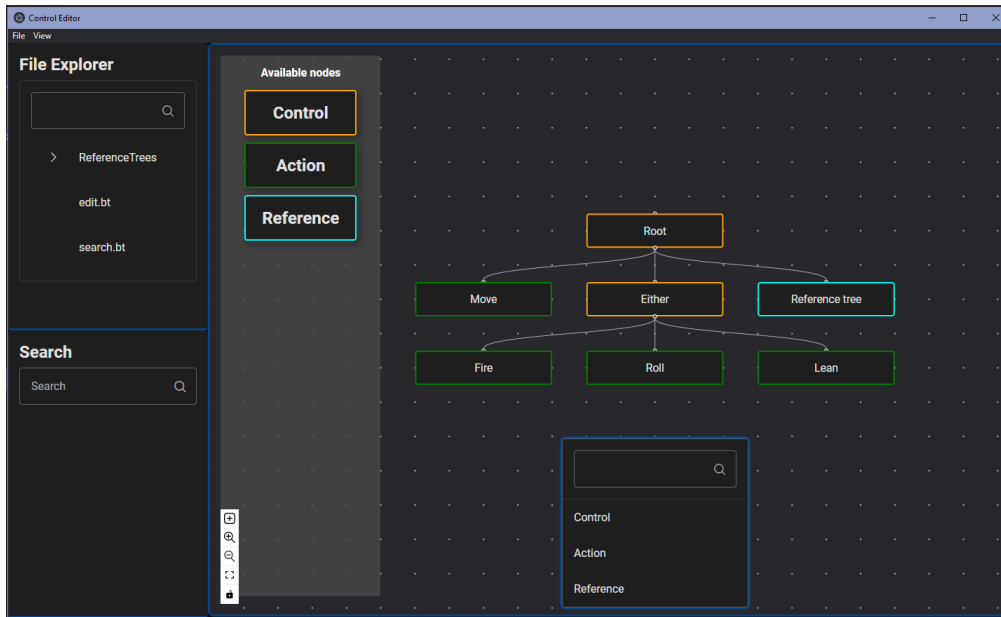 Control Editor
File View
File Explorer
ReferenceTrees
edit.bt
search.bt
Search
Search
Available nodes
Control
Action
Reference
Root
Move Either Reference tree
Fire Roll Lean
Control
Action
Reference